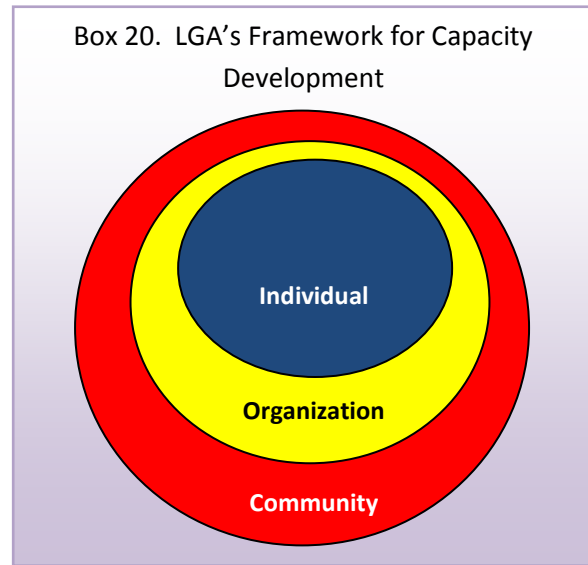 Box 20.  LGA’s Framework for Capacity
Development
Individual
Organization
Community